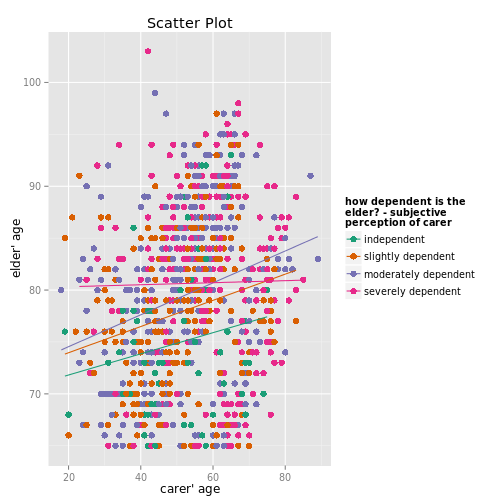 Scatter Plot
elder' age
100
90
80
70
20
40
60
80
carer' age
how dependent is the
elder? - subjective
perception of carer
independent
slightly dependent
moderately dependent
severely dependent